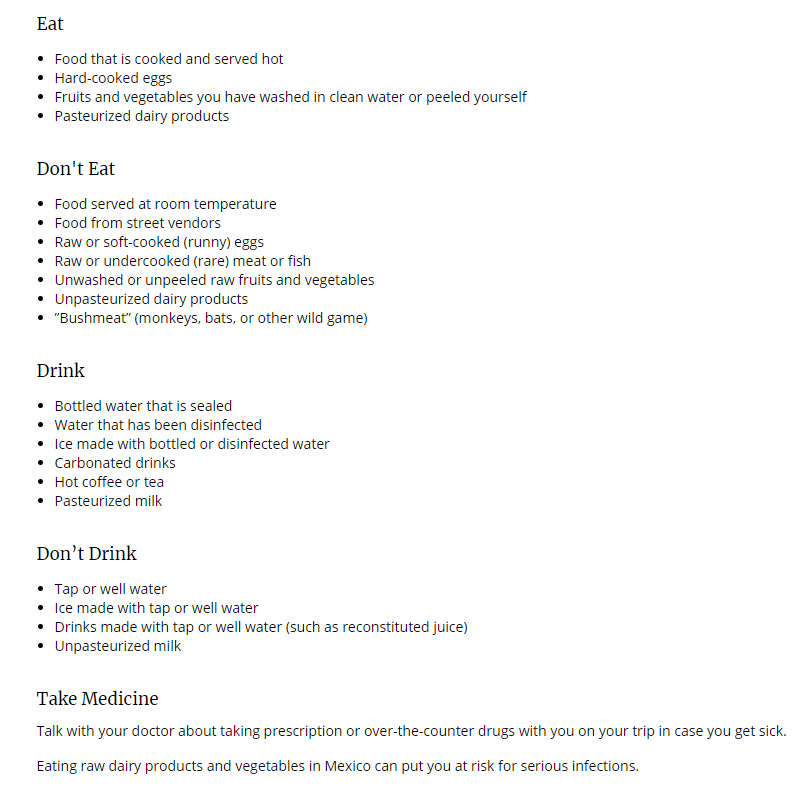 Eat
• Food that is cooked and served hot
• Hard-cooked eggs
• Fruits and vegetables you have washed in clean water or peeled yourself
• Pasteurized dairy products
Don't Eat
• Food served at room temperature
• Food from street vendors
• Raw or soft-cooked (runny) eggs
• Raw or undercooked (rare) meat or fish
• Unwashed or unpeeled raw fruits and vegetables
• Unpasteurized dairy products
• ”Bushmeat” (monkeys, bats, or other wild game)
Drink
• Bottled water that is sealed
• Water that has been disinfected
• Ice made with bottled or disinfected water
• Carbonated drinks
• Hot coffee or tea
• Pasteurized milk
Don’t Drink
• Tap or well water
• Ice made with tap or well water
• Drinks made with tap or well water (such as reconstituted juice)
• Unpasteurized milk
Take Medicine
Talk with your doctor about taking prescription or over-the-counter drugs with you on your trip in case you get sick.
Eating raw dairy products and vegetables in Mexico can put you at risk for serious infections.